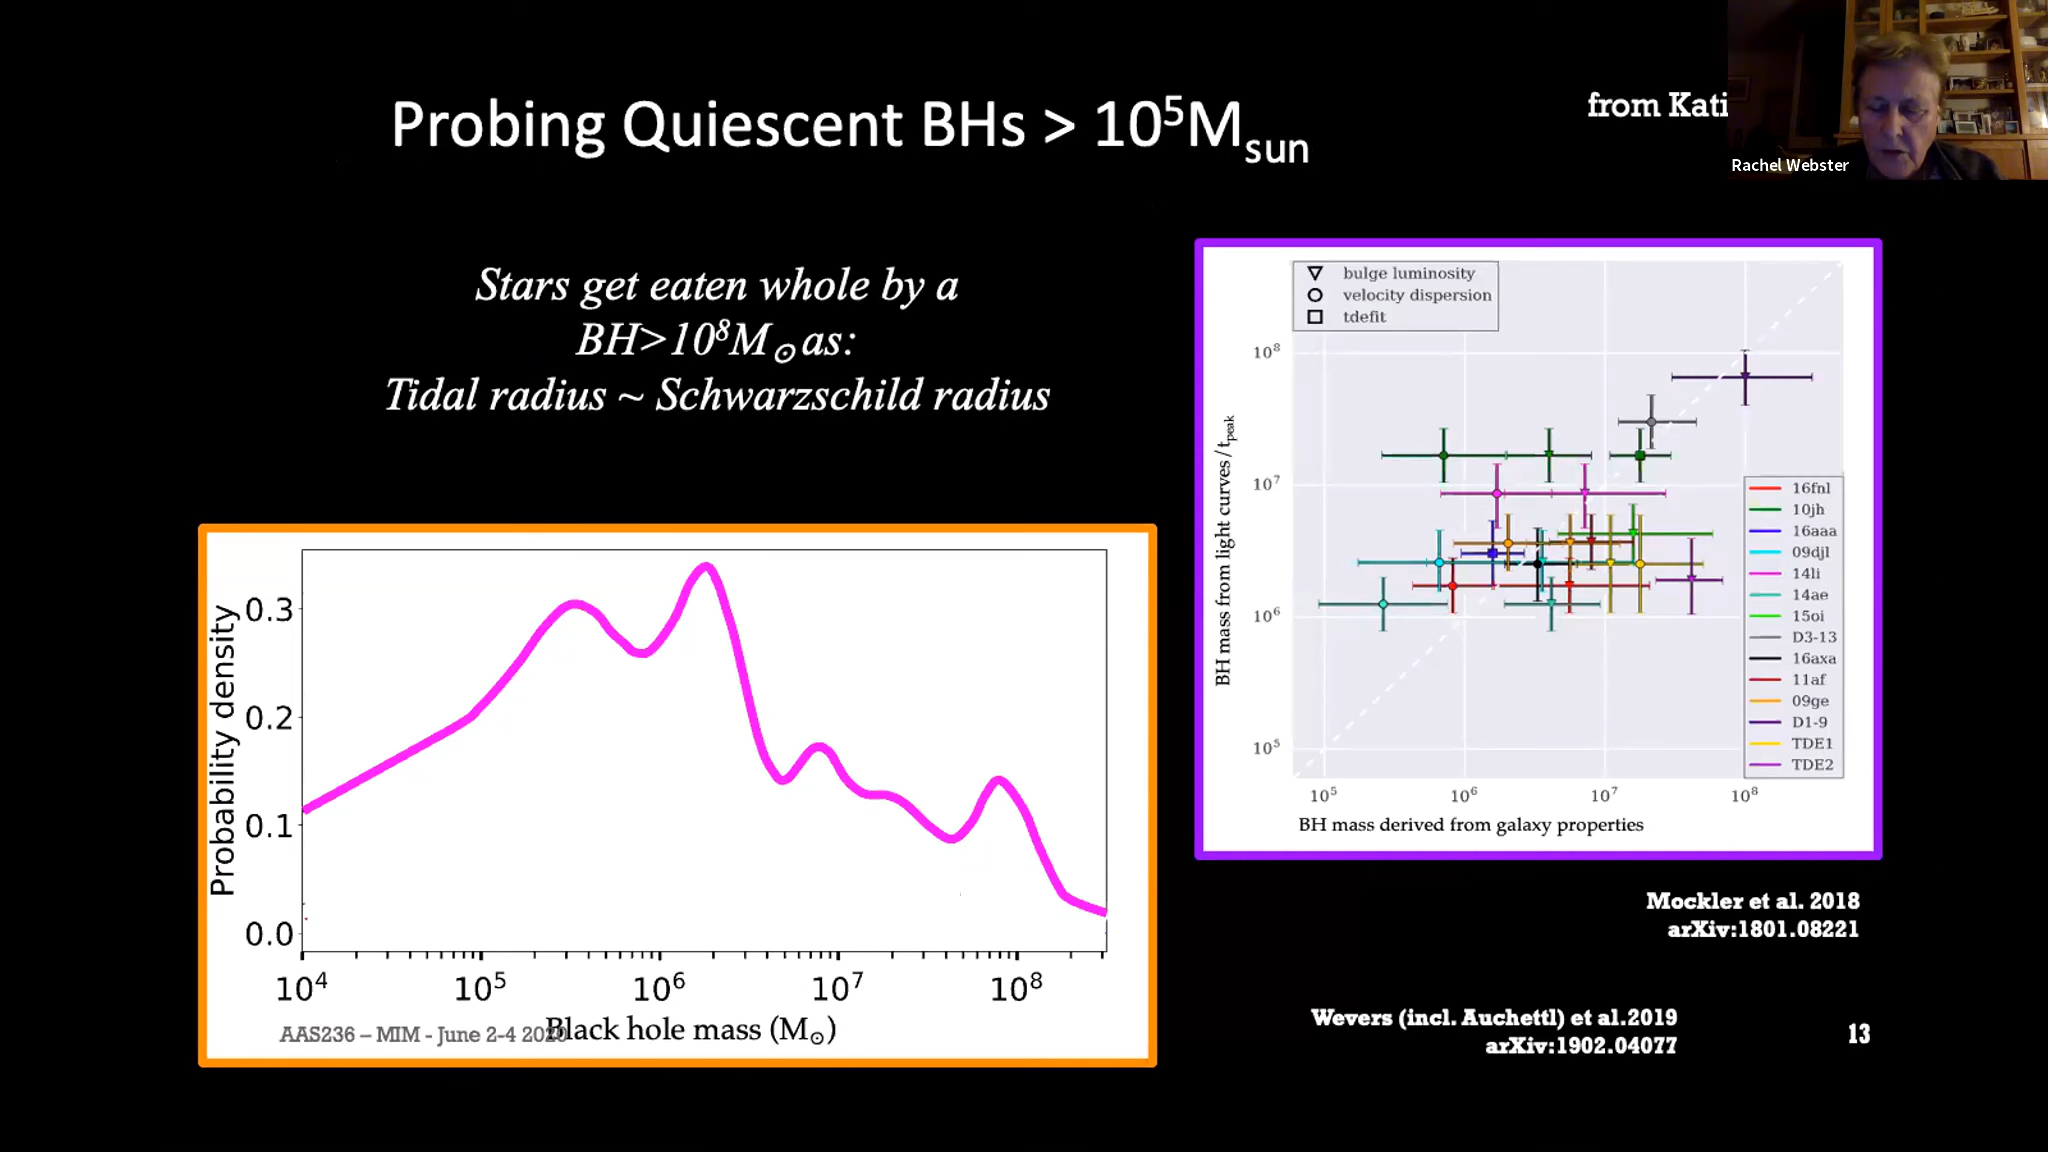 Probing Quiescent BHs > 10⁵Msun
from Kati
Rachel Webster
Stars get eaten whole by a
BH>10⁸M⊙ as:
Tidal radius ~ Schwarzschild radius
bulge luminosity
velocity dispersion
tdefit
10⁸
10⁷
10⁶
10⁵
BH mass from light curves/tpeak
16fnl
10jh
16aaa
09djl
14li
14ae
15oi
D3-13
16axa
11af
09ge
D1-9
TDE1
TDE2
10⁵ 10⁶ 10⁷ 10⁸
BH mass derived from galaxy properties
Probability density
0.3
0.2
0.1
0.0
10⁴ 10⁵ 10⁶ 10⁷ 10⁸
Black hole mass (M⊙)
AAS236 – MIM - June 2-4 2020
Mockler et al. 2018
arXiv:1801.08221
Wevers (incl. Auchettl) et al.2019
arXiv:1902.04077
13